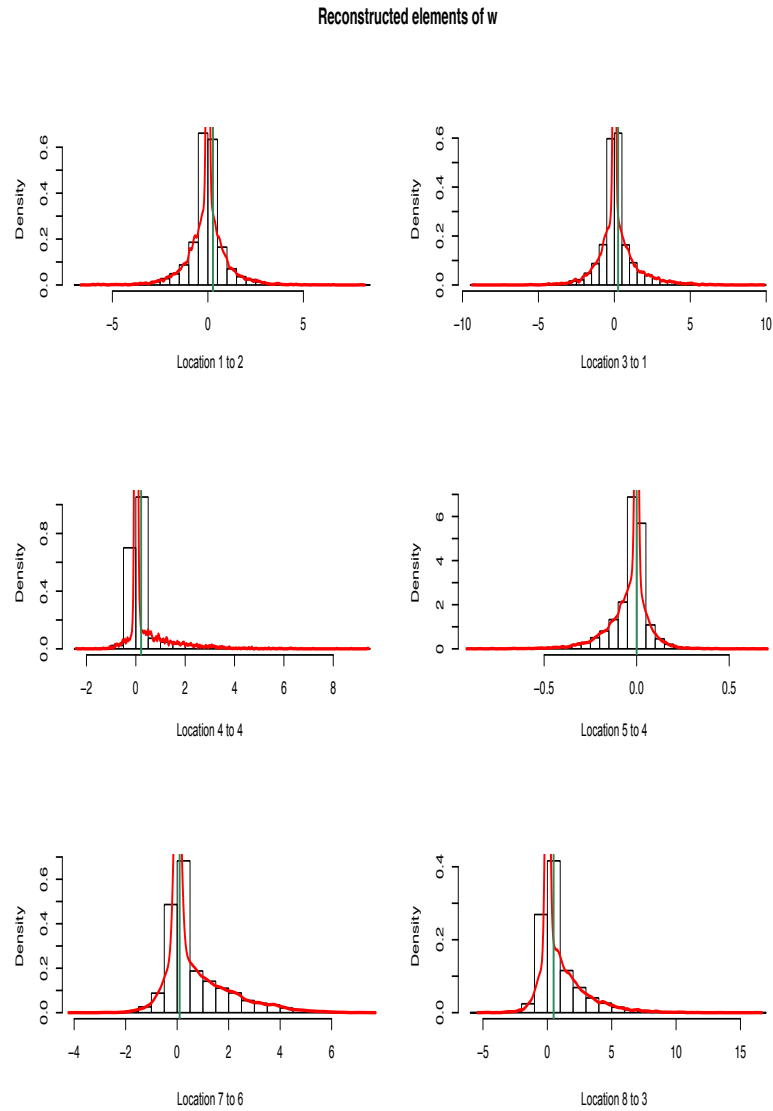 Reconstructed elements of w
Density
0.0 0.2 0.4 0.6
−5 0 5
Location 1 to 2
Density
0.0 0.2 0.4 0.6
−10 −5 0 5 10
Location 3 to 1
Density
0.0 0.4 0.8
−2 0 2 4 6 8
Location 4 to 4
Density
0 2 4 6
−0.5 0.0 0.5
Location 5 to 4
Density
0.0 0.2 0.4 0.6
−4 −2 0 2 4 6
Location 7 to 6
Density
0.0 0.2 0.4
−5 0 5 10 15
Location 8 to 3